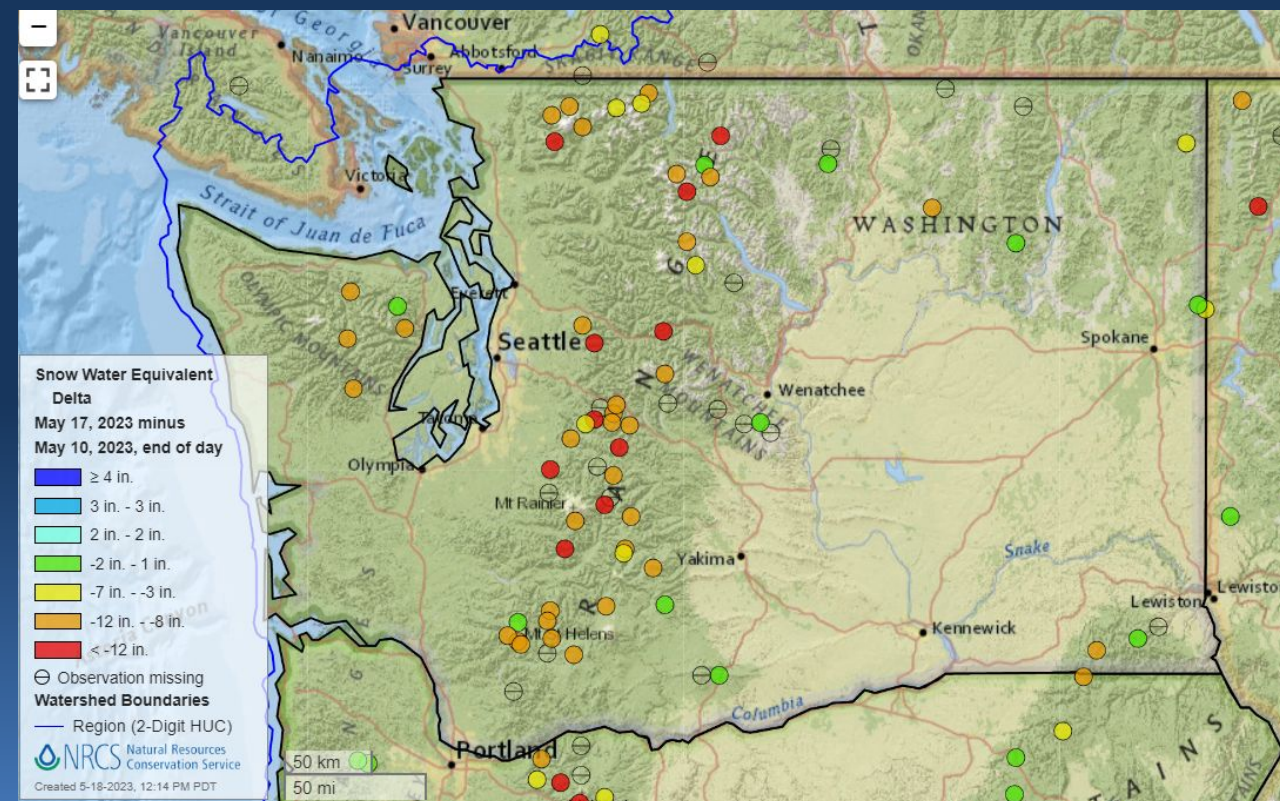 −
Vancouver
Vancouver
Island
Nanaimo
Abbotsford
Surrey
SKAGIT RANGE
Victoria
Strait of Juan de Fuca
WASHINGTON
OLYMPIC MOUNTAINS
Everett
Seattle
Spokane
WENATCHEE
MOUNTAINS
Wenatchee
Tacoma
Olympia
Mt Rainier
Yakima
Snake
Lewiston
Lewisto
Mt Helens
Kennewick
Columbia
Portland
Snow Water Equivalent
Delta
May 17, 2023 minus
May 10, 2023, end of day
≥ 4 in.
3 in. - 3 in.
2 in. - 2 in.
-2 in. - 1 in.
-7 in. - -3 in.
-12 in. - -8 in.
< -12 in.
Observation missing
Watershed Boundaries
Region (2-Digit HUC)
NRCS Natural Resources
Conservation Service
Created 5-18-2023, 12:14 PM PDT
50 km
50 mi